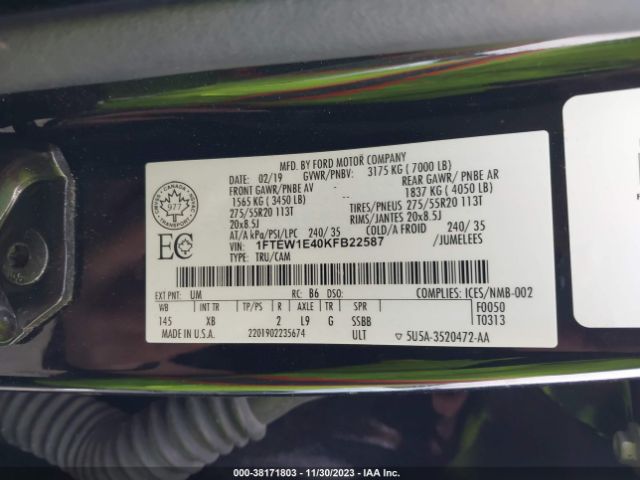 MFD. BY FORD MOTOR COMPANY
DATE: 02/19 GVWR/PNBV: 3175 KG ( 7000 LB)
FRONT GAWR/PNBE AV REAR GAWR/ PNBE AR
1565 KG ( 3450 LB) 1837 KG ( 4050 LB)
275/55R20 113T TIRES/PNEUS 275/55R20 113T
20x8.5J RIMS/JANTES 20x8.5J
AT/A kPa/PSI/LPC 240/ 35 COLD/A FROID 240/ 35
VIN: 1FTEW1E40KFB22587 /JUMELEES
TYPE: TRU/CAM
CANADA
977
EC
EXT PNT: UM RC: B6 DSO: COMPLIES: ICES/NMB-002
WB INT TR TP/PS R AXLE TR SPR F0050
145 XB 2 L9 G SSBB T0313
MADE IN U.S.A. 2201902235674 ULT 5U5A-3520472-AA
000-38171803 - 11/30/2023 - IAA Inc.